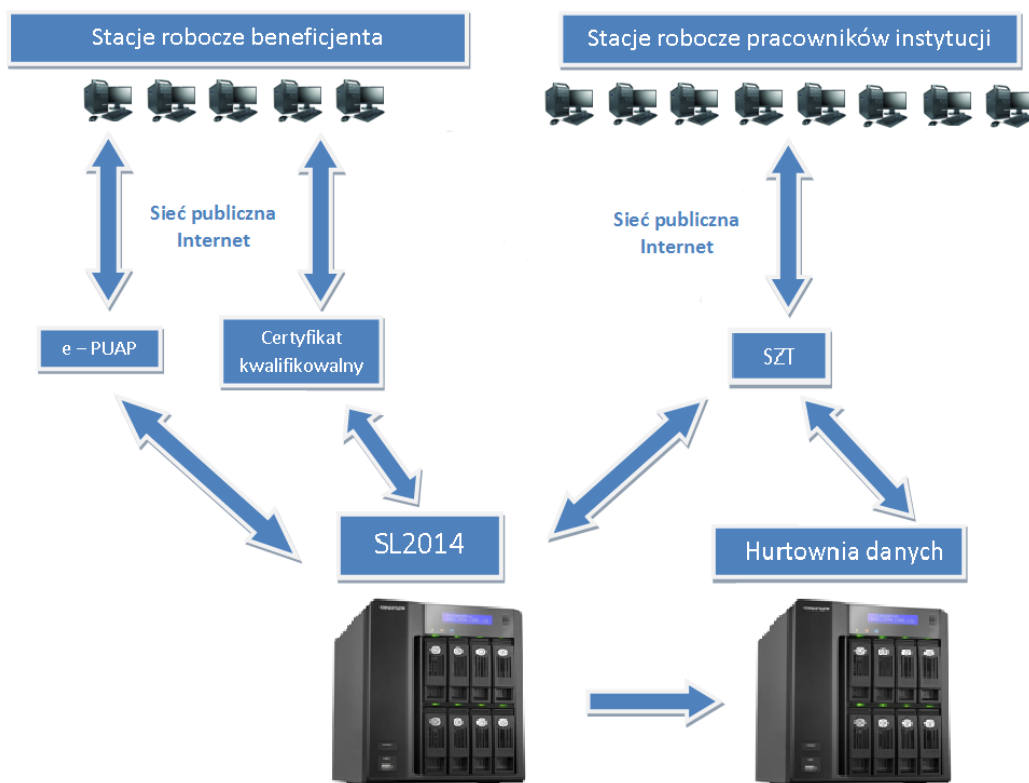 Stacje robocze beneficjenta
Stacje robocze pracowników instytucji
Sieć publiczna
Internet
Sieć publiczna
Internet
e – PUAP
Certyfikat
kwalifikowalny
SZT
SL2014
Hurtownia danych